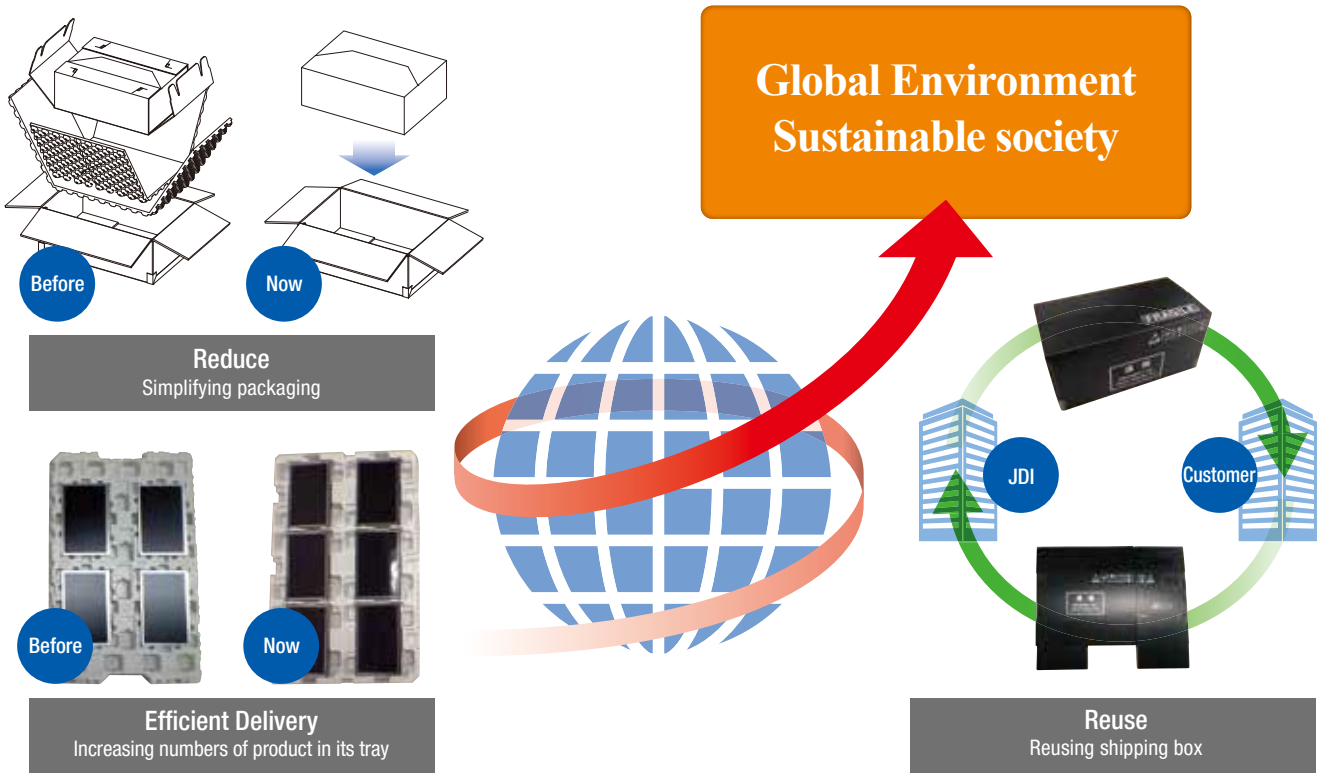 Global Environment
Sustainable society
Before
Now
Reduce
Simplifying packaging
FRAGILE
JDI
Customer
Before
Now
Efficient Delivery
Increasing numbers of product in its tray
Reuse
Reusing shipping box